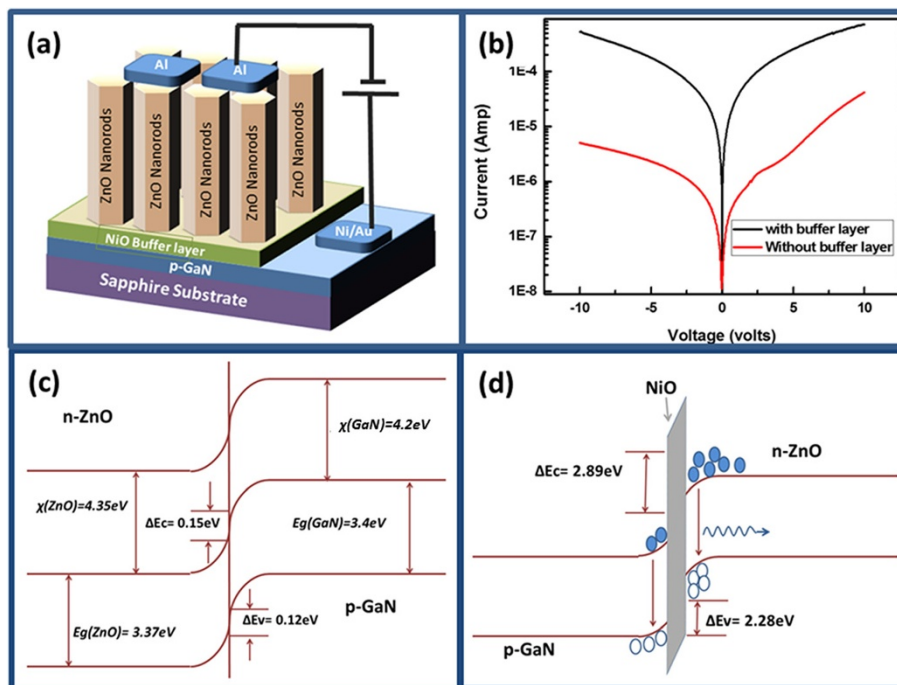 (a)
Al
Al
ZnO Nanorods
ZnO Nanorods
ZnO Nanorods
ZnO Nanorods
ZnO Nanorods
NiO Buffer layer
Ni/Au
p-GaN
Sapphire Substrate
(b)
Current (Amp)
1E-4
1E-5
1E-6
1E-7
1E-8
with buffer layer
Without buffer layer
-10 -5 0 5 10
Voltage (volts)
(c)
n-ZnO
χ(GaN)=4.2eV
χ(ZnO)=4.35eV
ΔEc= 0.15eV
Eg(GaN)=3.4eV
p-GaN
ΔEv= 0.12eV
Eg(ZnO)= 3.37eV
(d)
NiO
n-ZnO
ΔEc= 2.89eV
ΔEv= 2.28eV
p-GaN